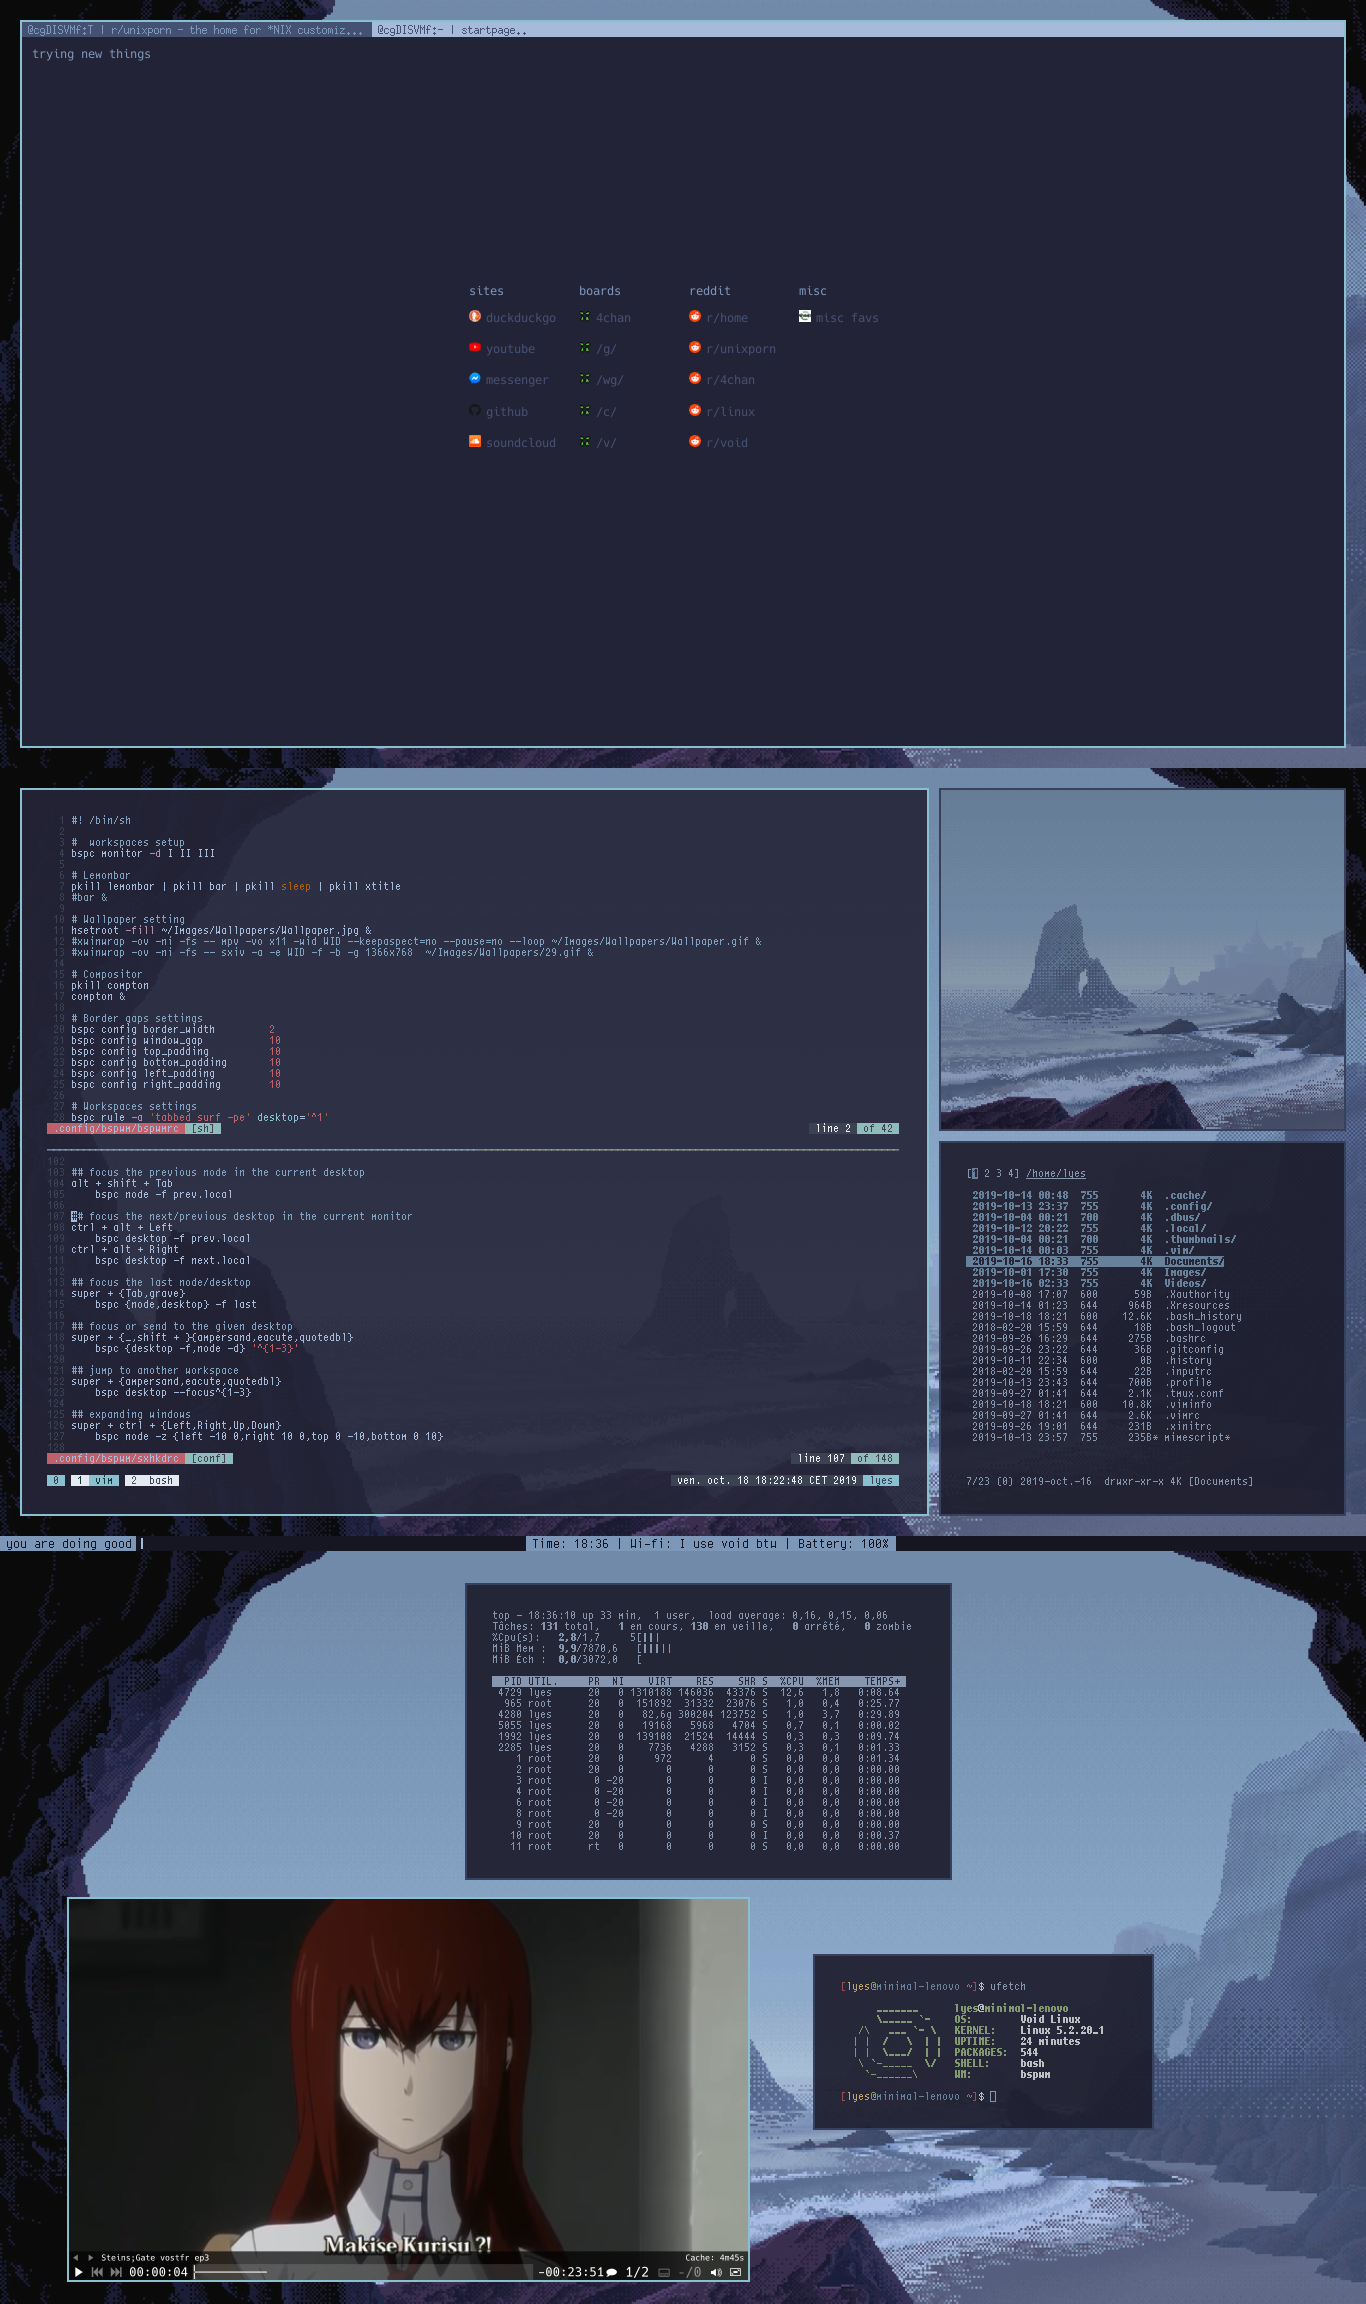 @cgDISVMf:T | r/unixporn - the home for *NIX customiz...  @cgDISVMf:- | startpage..
trying new things
sites boards reddit misc
duckduckgo 4chan r/home misc favs
youtube /g/ r/unixporn
messenger /wg/ r/4chan
github /c/ r/linux
soundcloud /v/ r/void
1 #! /bin/sh
2
3 #  workspaces setup
4 bspc monitor -d I II III
5
6 # Lemonbar
7 pkill lemonbar | pkill bar | pkill sleep | pkill xtitle
8 #bar &
9
10 # Wallpaper setting
11 hsetroot -fill ~/Images/Wallpapers/Wallpaper.jpg &
12 #xwinwrap -ov -ni -fs -- mpv -vo x11 -wid WID --keepaspect=no --pause=no --loop ~/Images/Wallpapers/Wallpaper.gif &
13 #xwinwrap -ov -ni -fs -- sxiv -a -e WID -f -b -g 1366x768  ~/Images/Wallpapers/29.gif &
14
15 # Compositor
16 pkill compton
17 compton &
18
19 # Border gaps settings
20 bspc config border_width 2
21 bspc config window_gap 10
22 bspc config top_padding 10
23 bspc config bottom_padding 10
24 bspc config left_padding 10
25 bspc config right_padding 10
26
27 # Workspaces settings
28 bspc rule -a 'tabbed surf -pe' desktop='^1'
.config/bspwm/bspwmrc [sh] line 2 of 42
102
103 ## focus the previous node in the current desktop
104 alt + shift + Tab
105     bspc node -f prev.local
106
107 ## focus the next/previous desktop in the current monitor
108 ctrl + alt + Left
109     bspc desktop -f prev.local
110 ctrl + alt + Right
111     bspc desktop -f next.local
112
113 ## focus the last node/desktop
114 super + {Tab,grave}
115     bspc {node,desktop} -f last
116
117 ## focus or send to the given desktop
118 super + {_,shift + }{ampersand,eacute,quotedbl}
119     bspc {desktop -f,node -d} '^{1-3}'
120
121 ## jump to another workspace
122 super + {ampersand,eacute,quotedbl}
123     bspc desktop --focus^{1-3}
124
125 ## expanding windows
126 super + ctrl + {Left,Right,Up,Down}
127     bspc node -z {left -10 0,right 10 0,top 0 -10,bottom 0 10}
128
.config/bspwm/sxhkdrc [conf] line 107 of 148
0 1 vim 2 bash ven. oct. 18 18:22:48 CET 2019 lyes
[1 2 3 4] /home/lyes
2019-10-14 00:48 755 4K .cache/
2019-10-13 23:37 755 4K .config/
2019-10-04 00:21 700 4K .dbus/
2019-10-12 20:22 755 4K .local/
2019-10-04 00:21 700 4K .thumbnails/
2019-10-14 00:03 755 4K .vim/
2019-10-16 18:33 755 4K Documents/
2019-10-01 17:30 755 4K Images/
2019-10-16 02:33 755 4K Videos/
2019-10-08 17:07 600 59B .Xauthority
2019-10-14 01:23 644 964B .Xresources
2019-10-18 18:21 600 12.6K .bash_history
2018-02-20 15:59 644 18B .bash_logout
2019-09-26 16:29 644 275B .bashrc
2019-09-26 23:22 644 36B .gitconfig
2019-10-11 22:34 600 0B .history
2018-02-20 15:59 644 22B .inputrc
2019-10-13 23:43 644 700B .profile
2019-09-27 01:41 644 2.1K .tmux.conf
2019-10-18 18:21 600 10.8K .viminfo
2019-09-27 01:41 644 2.6K .vimrc
2019-09-26 19:01 644 231B .xinitrc
2019-10-13 23:57 755 235B* mimescript*
7/23 (0) 2019-oct.-16  drwxr-xr-x 4K [Documents]
you are doing good Time: 18:36 | Wi-fi: I use void btw | Battery: 100%
top - 18:36:10 up 33 min,  1 user,  load average: 0,16, 0,15, 0,06
Tâches: 131 total,   1 en cours, 130 en veille,   0 arrêté,   0 zombie
%Cpu(s):   2,8/1,7     5[|||
MiB Mem :  9,9/7870,6   [|||||
MiB Éch :  0,0/3072,0   [
PID UTIL. PR NI VIRT RES SHR S %CPU %MEM TEMPS+
4729 lyes 20 0 1310188 146036 43376 S 12,6 1,8 0:08.64
965 root 20 0 151892 31332 23076 S 1,0 0,4 0:25.77
4280 lyes 20 0 82,6g 300204 123752 S 1,0 3,7 0:29.89
5055 lyes 20 0 19168 5968 4704 S 0,7 0,1 0:00.02
1992 lyes 20 0 139108 21524 14444 S 0,3 0,3 0:09.74
2285 lyes 20 0 7736 4288 3152 S 0,3 0,1 0:01.33
1 root 20 0 972 4 0 S 0,0 0,0 0:01.34
2 root 20 0 0 0 0 S 0,0 0,0 0:00.00
3 root 0 -20 0 0 0 I 0,0 0,0 0:00.00
4 root 0 -20 0 0 0 I 0,0 0,0 0:00.00
6 root 0 -20 0 0 0 I 0,0 0,0 0:00.00
8 root 0 -20 0 0 0 I 0,0 0,0 0:00.00
9 root 20 0 0 0 0 S 0,0 0,0 0:00.00
10 root 20 0 0 0 0 I 0,0 0,0 0:00.37
11 root rt 0 0 0 0 S 0,0 0,0 0:00.00
Makise Kurisu ?!
Steins;Gate vostfr ep3 Cache: 4m45s
00:00:04 -00:23:51 1/2 -/0
[lyes@minimal-lenovo ~]$ ufetch
lyes@minimal-lenovo
OS: Void Linux
KERNEL: Linux 5.2.20_1
UPTIME: 24 minutes
PACKAGES: 544
SHELL: bash
WM: bspwm
[lyes@minimal-lenovo ~]$